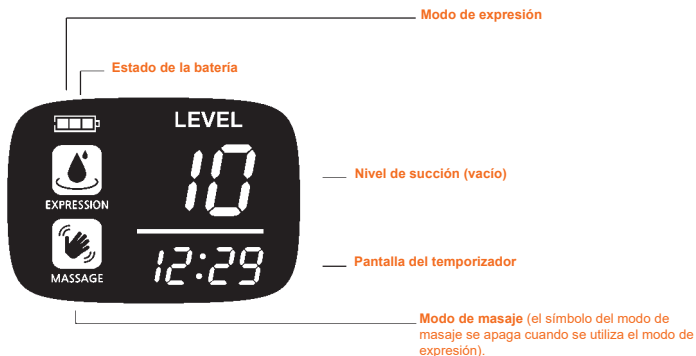 Modo de expresión
Estado de la batería
LEVEL
10
EXPRESSION
Nivel de succión (vacío)
12:29
MASSAGE
Pantalla del temporizador
Modo de masaje (el símbolo del modo de
masaje se apaga cuando se utiliza el modo de
expresión).